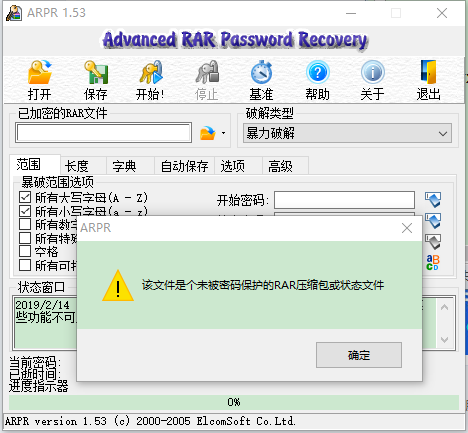 ARPR 1.53
Advanced RAR Password Recovery
打开 保存 开始! 停止 基准 帮助 关于 退出
已加密的RAR文件 破解类型
暴力破解
范围 长度 字典 自动保存 选项 高级
暴破范围选项
所有大写字母(A - Z) 开始密码:
所有小写字母(a - z)
所有数字
所有特殊
空格
所有可打
ARPR
该文件是个未被密码保护的RAR压缩包或状态文件
确定
状态窗口
2019/2/14
些功能不可
当前密码:
已逝时间:
进度指示器
0%
ARPR version 1.53 (c) 2000-2005 ElcomSoft Co.Ltd.